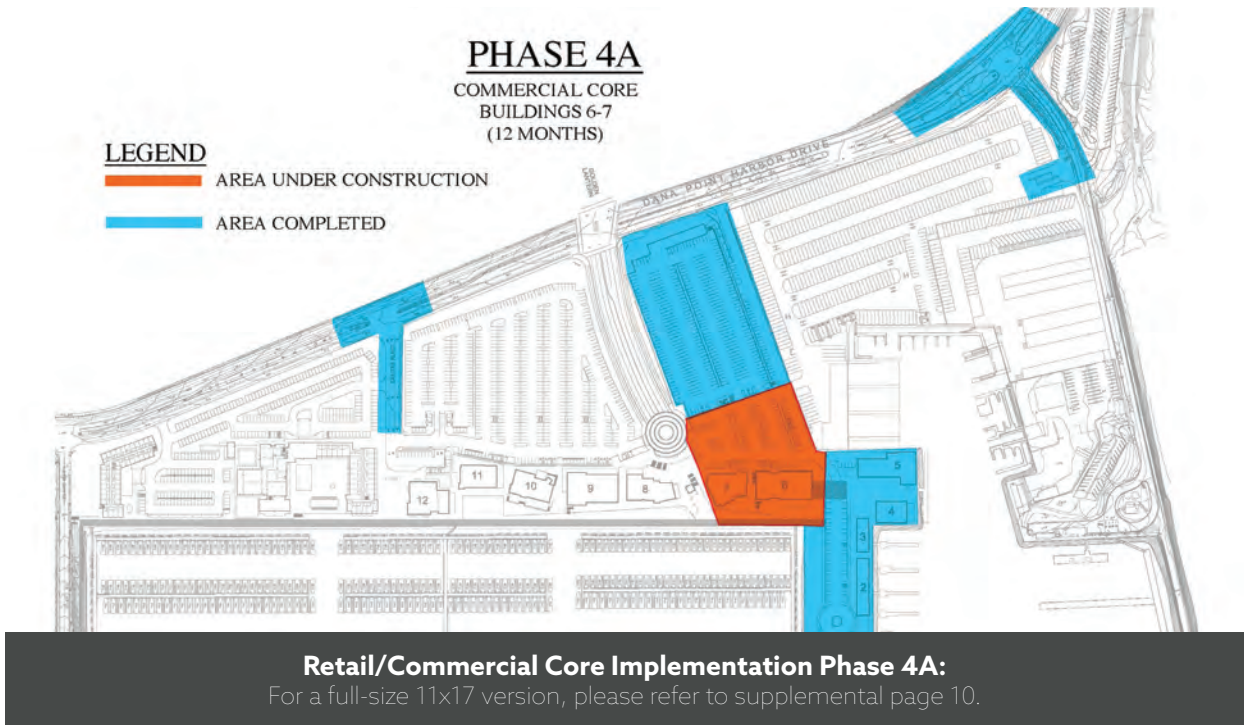 PHASE 4A
COMMERCIAL CORE
BUILDINGS 6-7
(12 MONTHS)
LEGEND
AREA UNDER CONSTRUCTION
AREA COMPLETED
GOLDEN
LANTERN
DANA POINT HARBOR DRIVE
12
11
10
9
8
7
6
5
4
3
2
Retail/Commercial Core Implementation Phase 4A:
For a full-size 11x17 version, please refer to supplemental page 10.